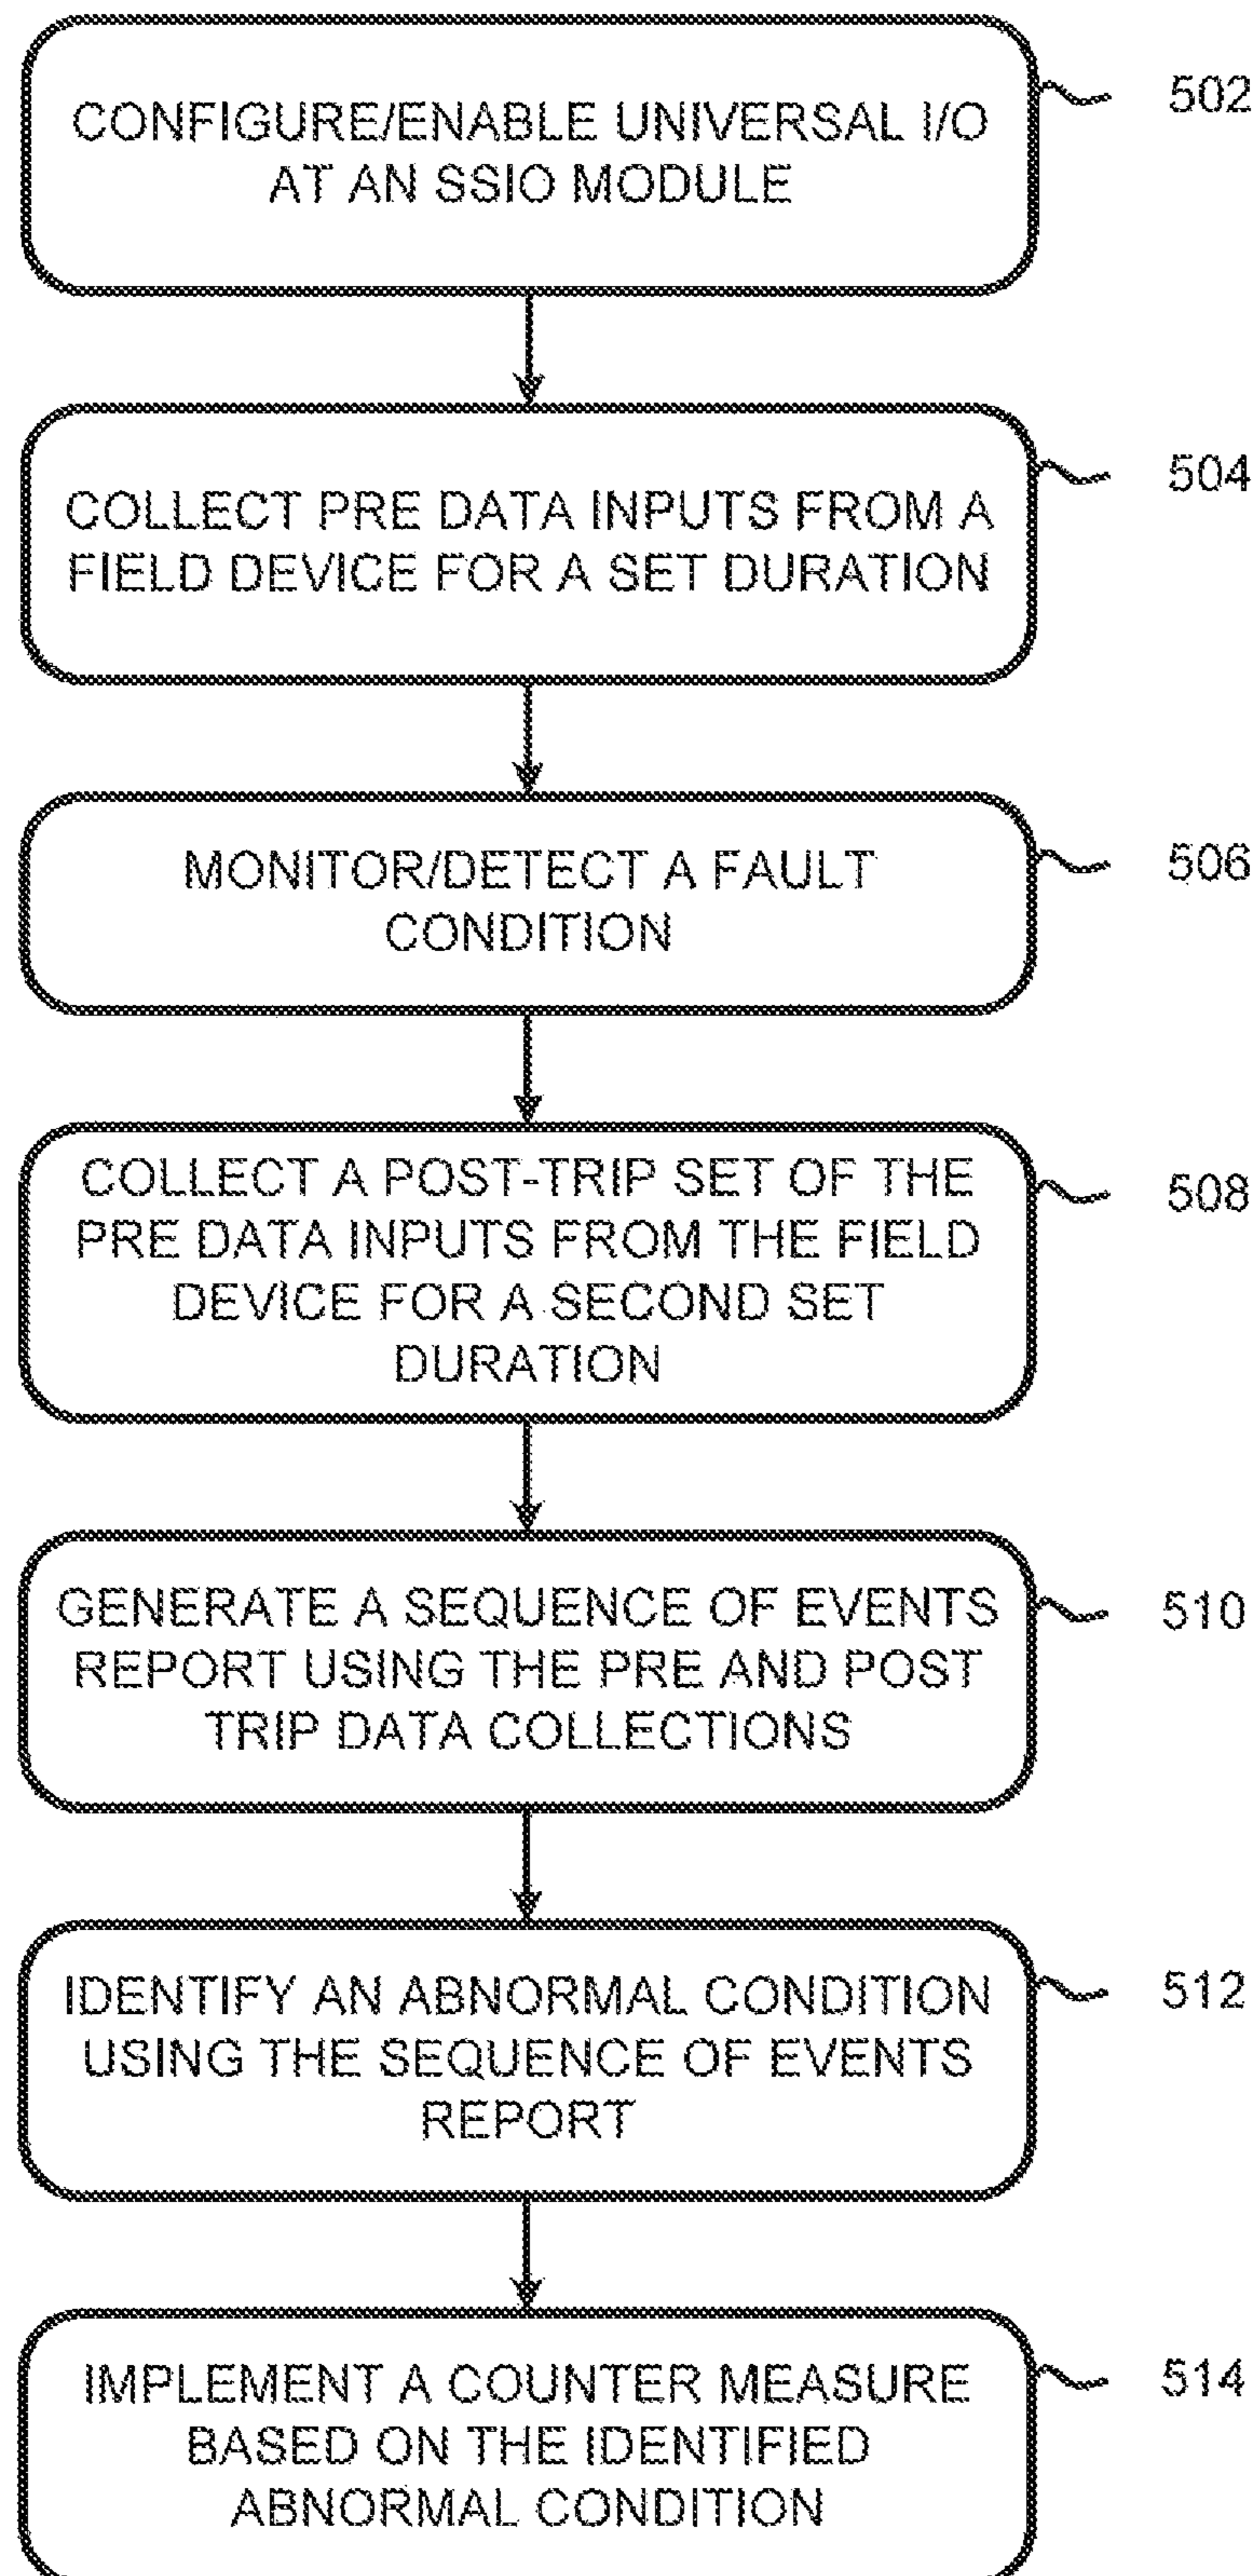 CONFIGURE/ENABLE UNIVERSAL I/O
AT AN SSIO MODULE
502
COLLECT PRE DATA INPUTS FROM A
FIELD DEVICE FOR A SET DURATION
504
MONITOR/DETECT A FAULT
CONDITION
506
COLLECT A POST-TRIP SET OF THE
PRE DATA INPUTS FROM THE FIELD
DEVICE FOR A SECOND SET
DURATION
508
GENERATE A SEQUENCE OF EVENTS
REPORT USING THE PRE AND POST
TRIP DATA COLLECTIONS
510
IDENTIFY AN ABNORMAL CONDITION
USING THE SEQUENCE OF EVENTS
REPORT
512
IMPLEMENT A COUNTER MEASURE
BASED ON THE IDENTIFIED
ABNORMAL CONDITION
514